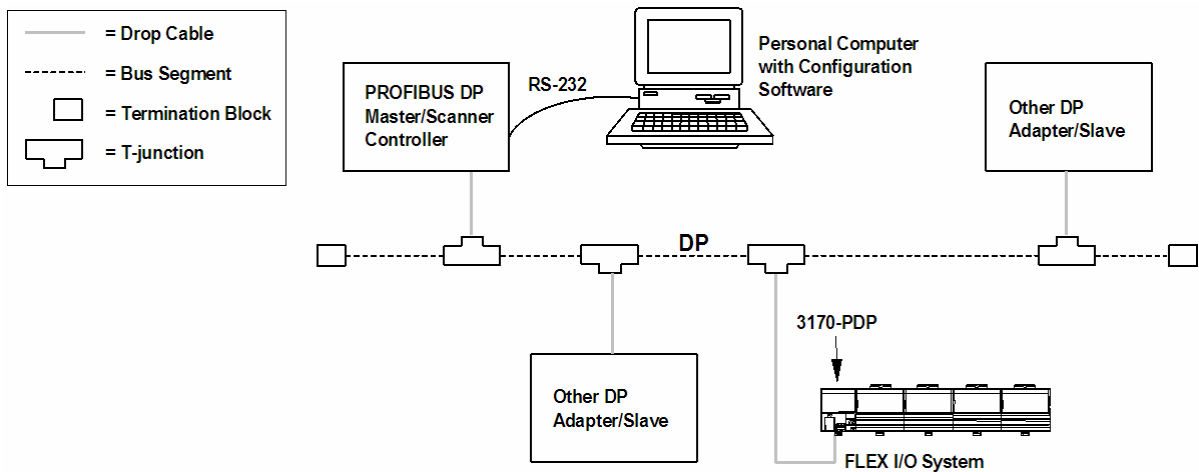 = Drop Cable
= Bus Segment
= Termination Block
= T-junction
PROFIBUS DP
Master/Scanner
Controller
RS-232
Personal Computer
with Configuration
Software
Other DP
Adapter/Slave
DP
Other DP
Adapter/Slave
3170-PDP
FLEX I/O System